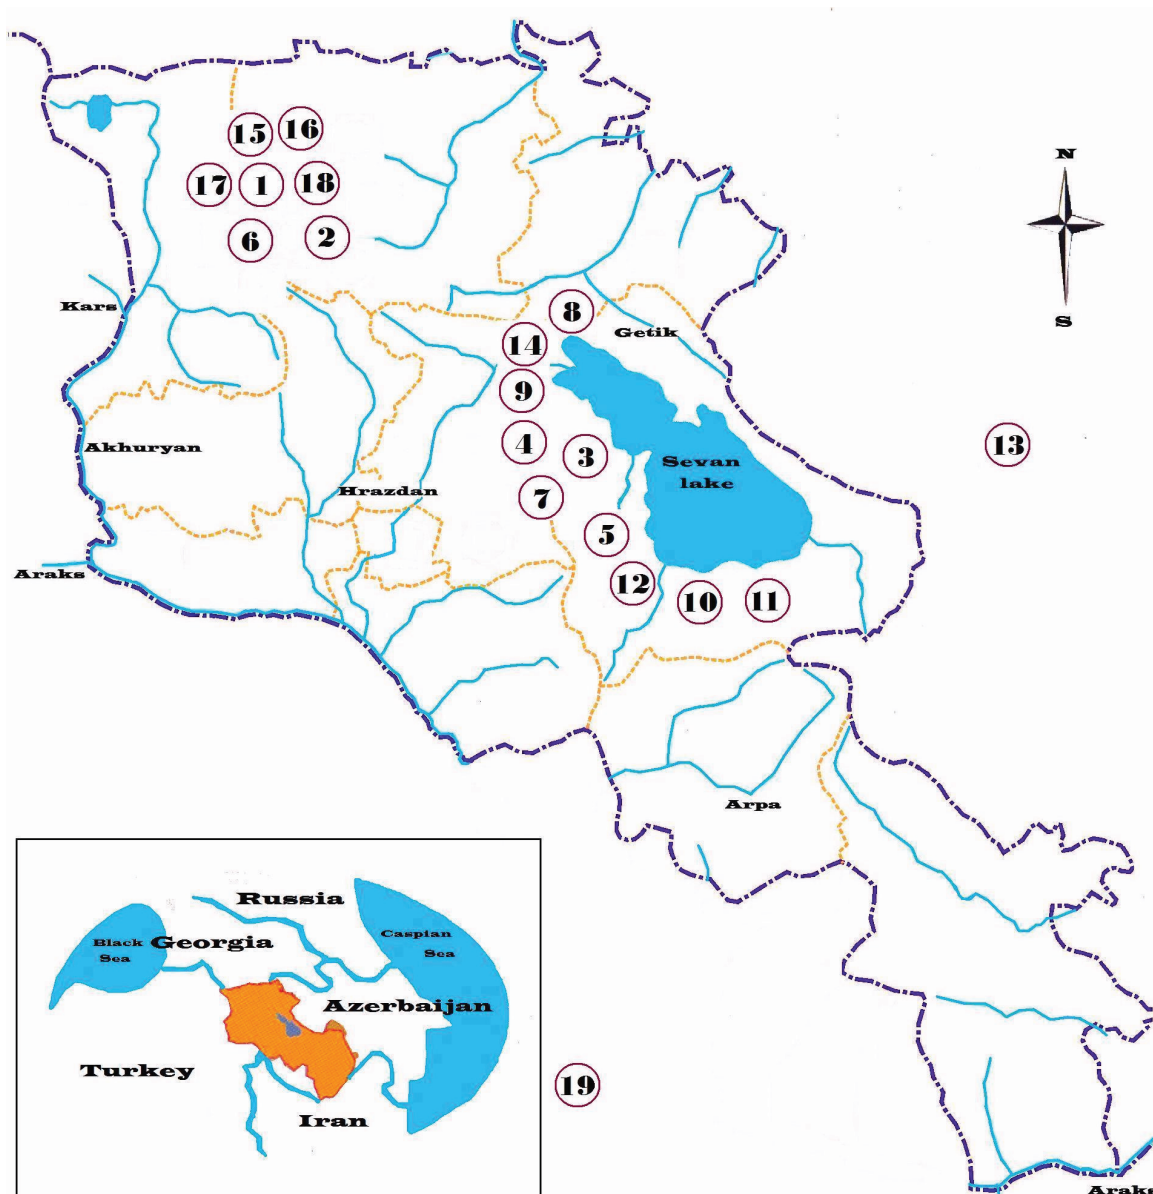 15
16
N
17
1
18
6
2
Kars
8
S
Getik
14
9
Akhuryan
4
3
13
Sevan
lake
Hrazdan
7
5
Araks
12
10
11
Arpa
Russia
Black
Sea
Georgia
Caspian
Sea
Azerbaijan
Turkey
Iran
19
Araks